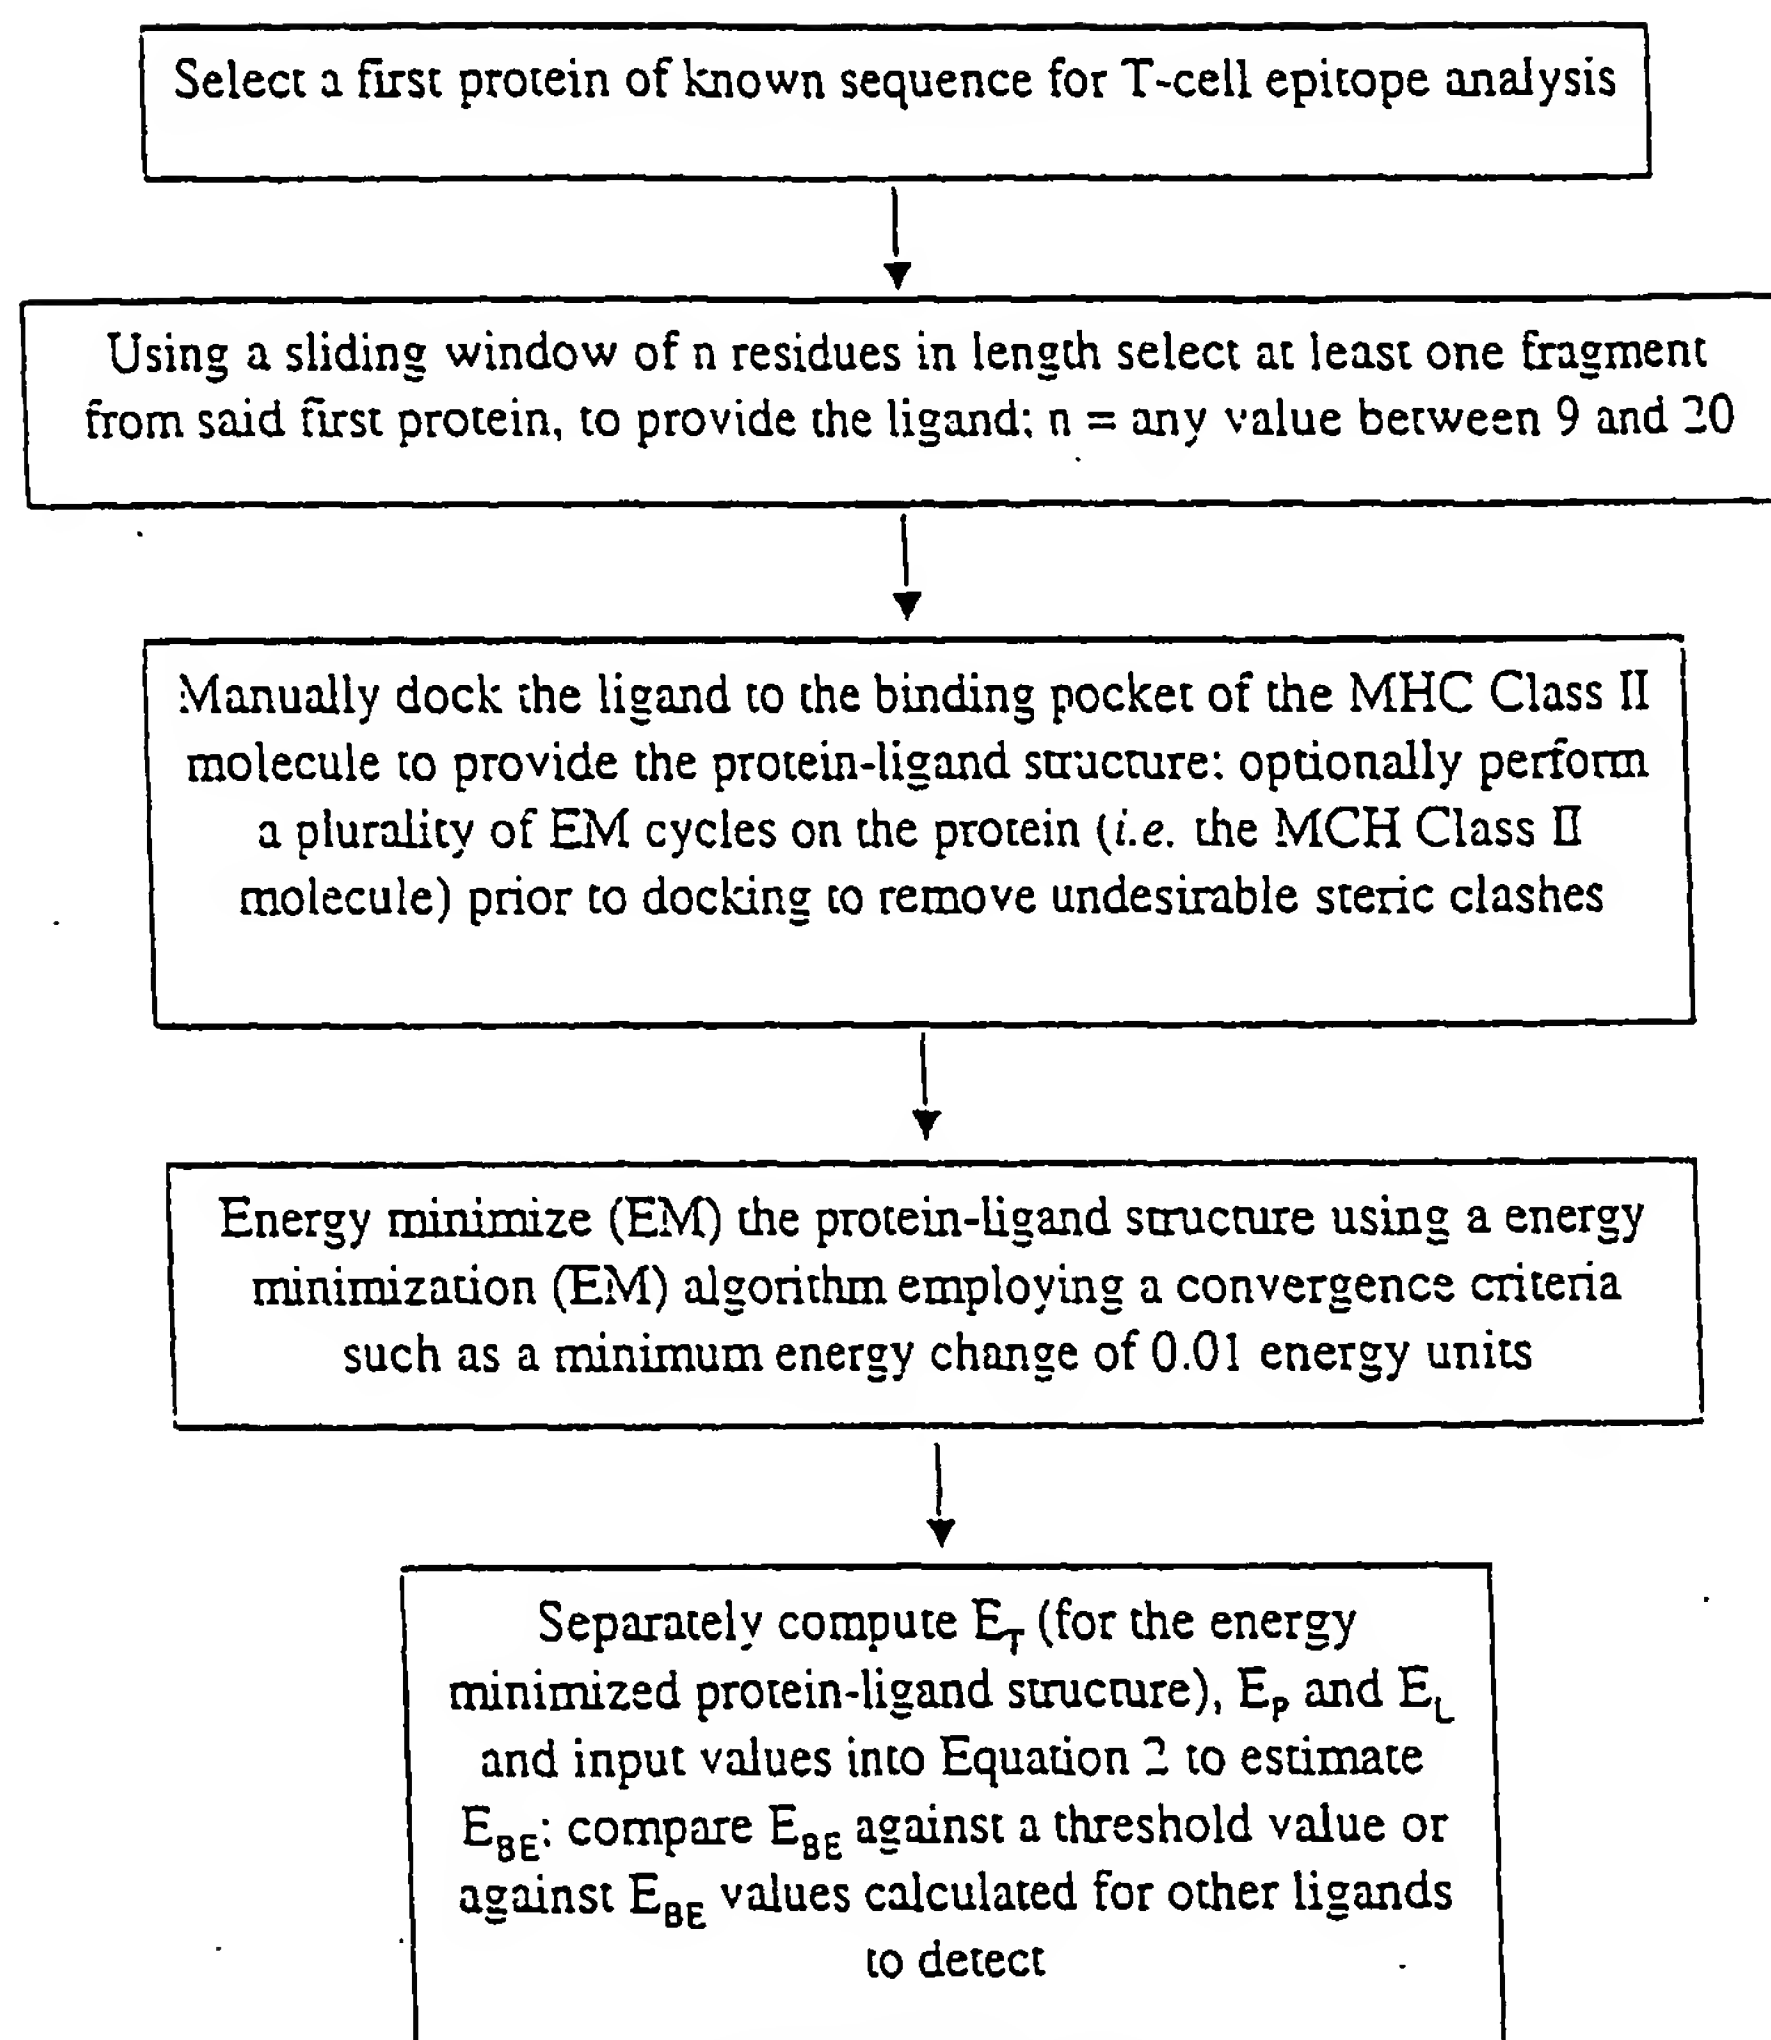 Select a first protein of known sequence for T-cell epitope analysis
Using a sliding window of n residues in length select at least one fragment
from said first protein, to provide the ligand; n = any value between 9 and 20
Manually dock the ligand to the binding pocket of the MHC Class II
molecule to provide the protein-ligand structure: optionally perform
a plurality of EM cycles on the protein (i.e. the MCH Class II
molecule) prior to docking to remove undesirable steric clashes
Energy minimize (EM) the protein-ligand structure using a energy
minimization (EM) algorithm employing a convergence criteria
such as a minimum energy change of 0.01 energy units
Separately compute E_T (for the energy
minimized protein-ligand structure), E_P and E_L
and input values into Equation 2 to estimate
E_BE: compare E_BE against a threshold value or
against E_BE values calculated for other ligands
to detect